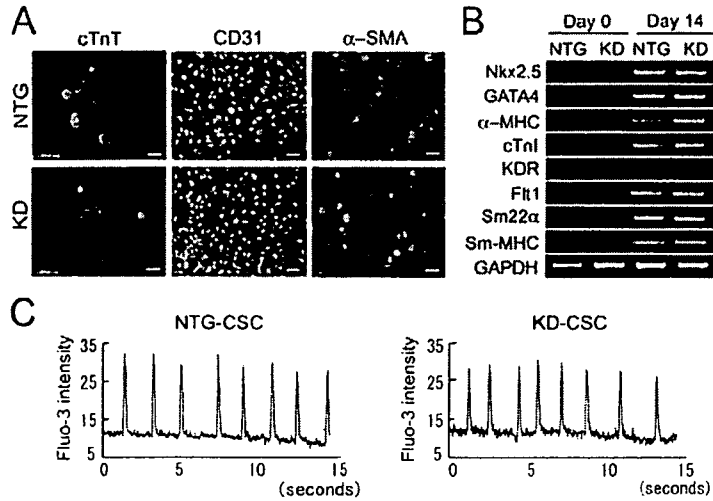 A
cTnT CD31 α–SMA
NTG
KD
B
Day 0 Day 14
NTG KD NTG KD
Nkx2.5
GATA4
α–MHC
cTnI
KDR
Flt1
Sm22α
Sm-MHC
GAPDH
C
NTG-CSC KD-CSC
Fluo-3 intensity
35
25
15
5
0 5 10 15
(seconds)
Fluo-3 intensity
35
25
15
5
0 5 10 15
(seconds)